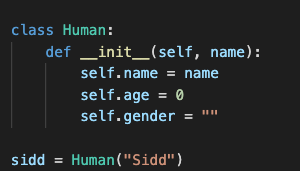 class Human:
    def __init__(self, name):
        self.name = name
        self.age = 0
        self.gender = ""

sidd = Human("Sidd")